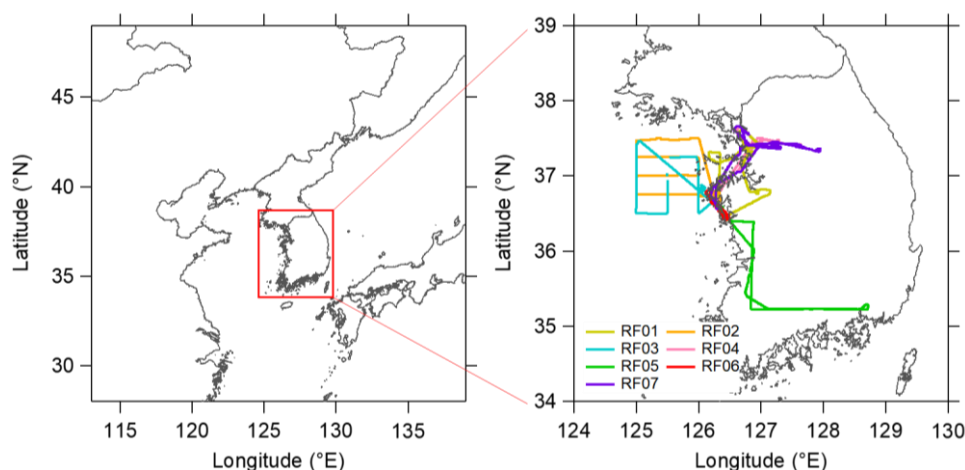 45
40
35
30
115 120 125 130 135
Latitude (°N)
Longitude (°E)
39
38
37
36
35
34
124 125 126 127 128 129 130
Latitude (°N)
Longitude (°E)
RF01 RF02
RF03 RF04
RF05 RF06
RF07